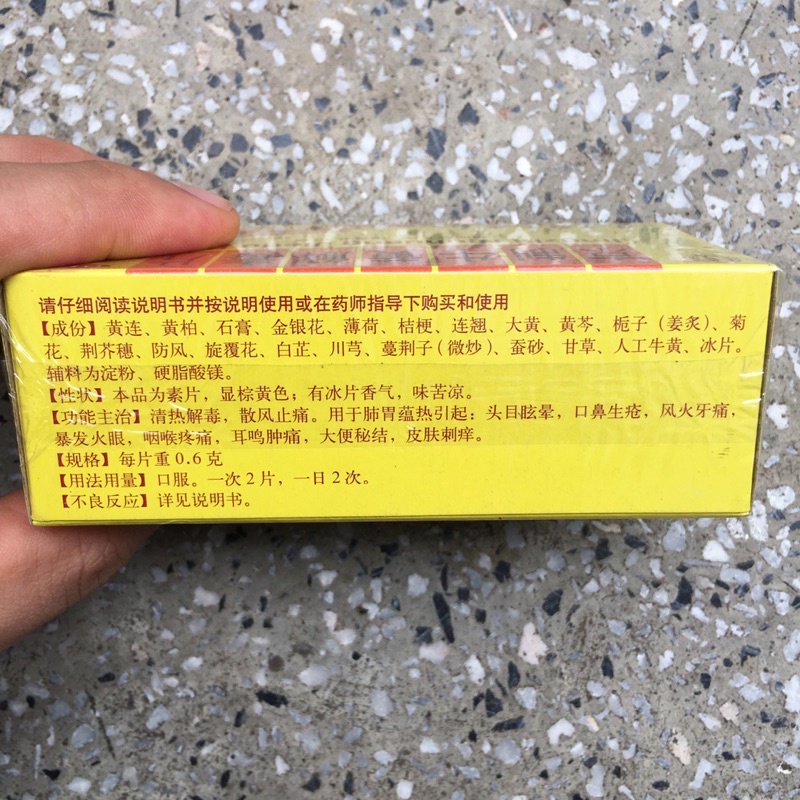 请仔细阅读说明书并按说明使用或在药师指导下购买和使用
【成份】黄连、黄柏、石膏、金银花、薄荷、桔梗、连翘、大黄、黄芩、栀子（姜炙）、菊
花、荆芥穗、防风、旋覆花、白芷、川芎、蔓荆子（微炒）、蚕砂、甘草、人工牛黄、冰片。
辅料为淀粉、硬脂酸镁。
【性状】本品为素片，显棕黄色；有冰片香气，味苦凉。
【功能主治】清热解毒，散风止痛。用于肺胃蕴热引起：头目眩晕，口鼻生疮，风火牙痛，
暴发火眼，咽喉疼痛，耳鸣肿痛，大便秘结，皮肤刺痒。
【规格】每片重 0.6 克
【用法用量】口服。一次 2 片，一日 2 次。
【不良反应】详见说明书。